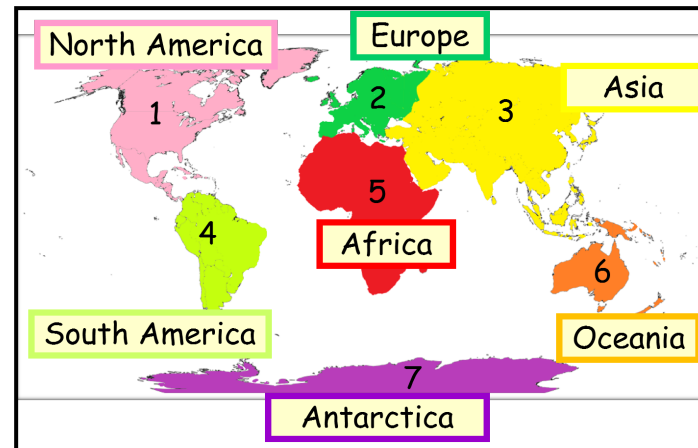 North America
Europe
Asia
1
2
3
4
5
6
7
Africa
South America
Oceania
Antarctica